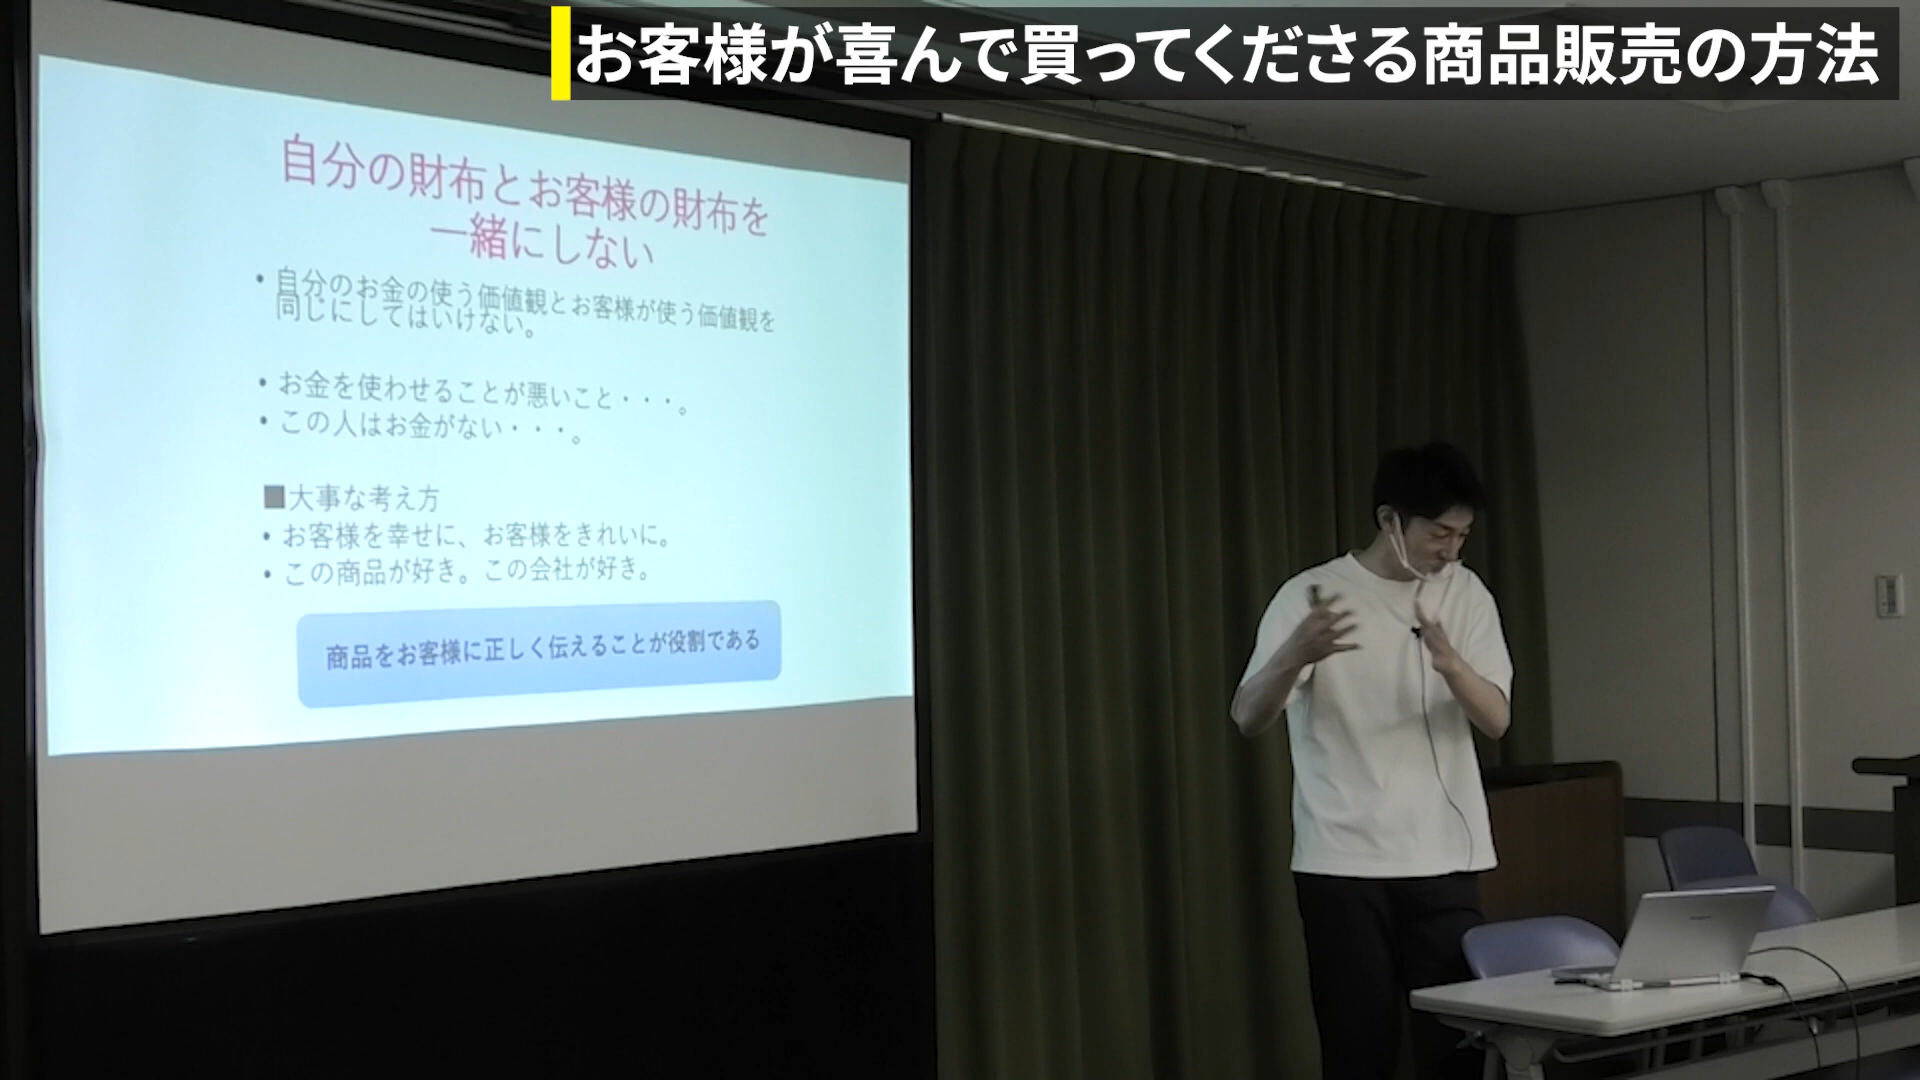 お客様が喜んで買ってくださる商品販売の方法
自分の財布とお客様の財布を
一緒にしない
• 自分のお金の使う価値観とお客様が使う価値観を
同じにしてはいけない。
• お金を使わせることが悪いこと・・・。
• この人はお金がない・・・。
■大事な考え方
• お客様を幸せに、お客様をきれいに。
• この商品が好き。この会社が好き。
商品をお客様に正しく伝えることが役割である